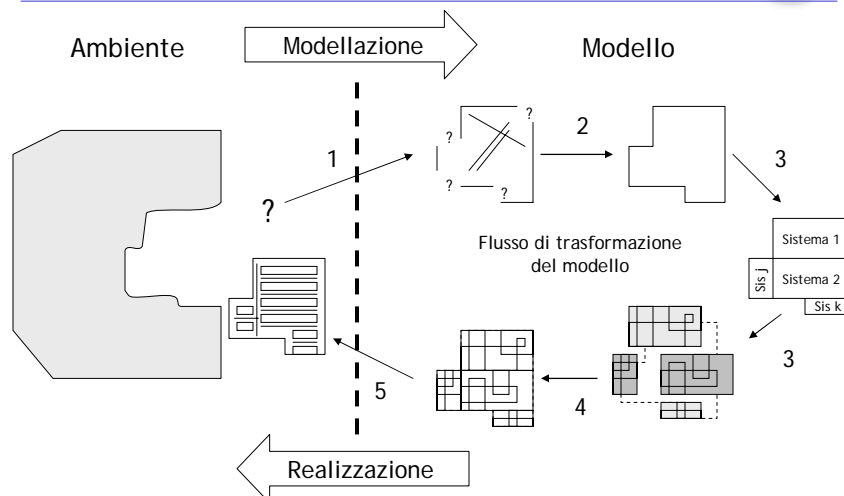 Ambiente
Modellazione
Modello
1
?
?
?
?
?
2
3
Flusso di trasformazione
del modello
Sistema 1
Sis j
Sistema 2
Sis k
3
4
5
Realizzazione